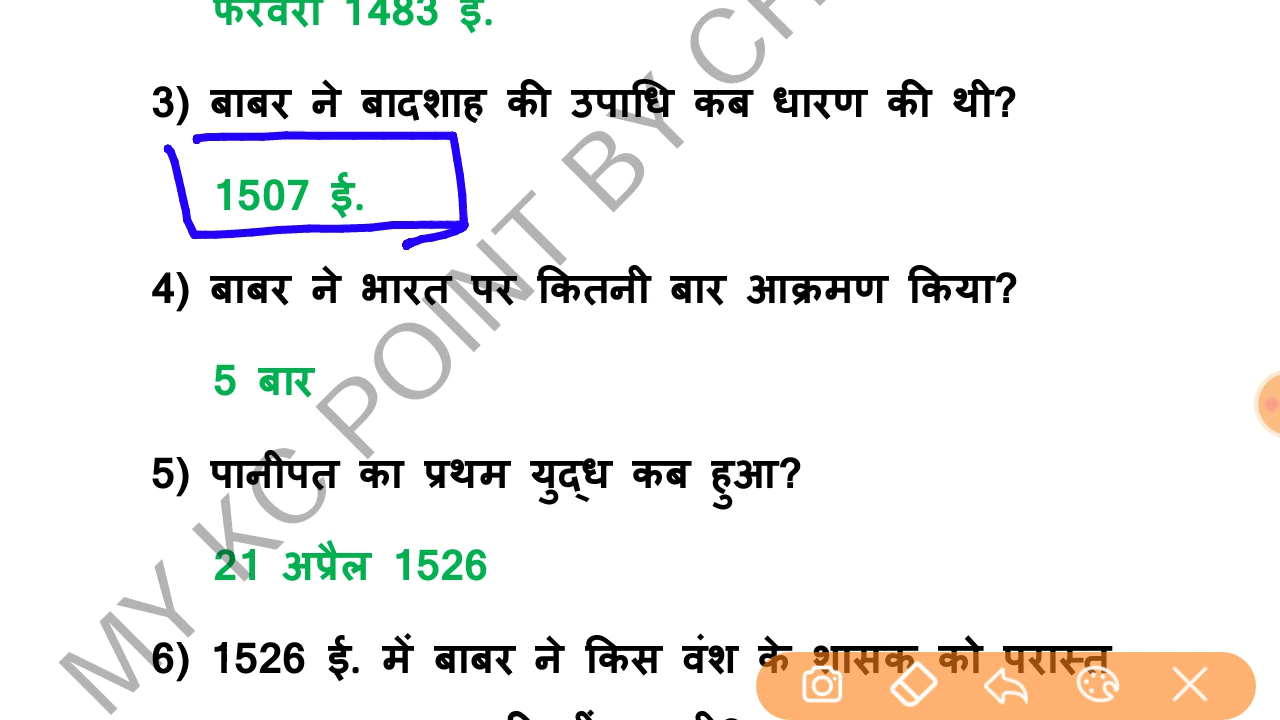 फरवरी 1483 ई.
3) बाबर ने बादशाह की उपाधि कब धारण की थी?
1507 ई.
4) बाबर ने भारत पर कितनी बार आक्रमण किया?
5 बार
5) पानीपत का प्रथम युद्ध कब हुआ?
21 अप्रैल 1526
6) 1526 ई. में बाबर ने किस वंश के शासक को परास्त
MY KC POINT BY